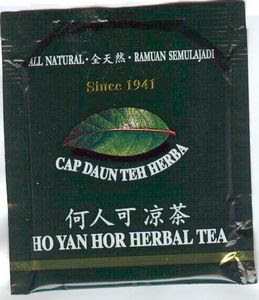 ALL NATURAL · 全天然 · RAMUAN SEMULAJADI
Since 1941
CAP DAUN TEH HERBA
何人可凉茶
HO YAN HOR HERBAL TEA